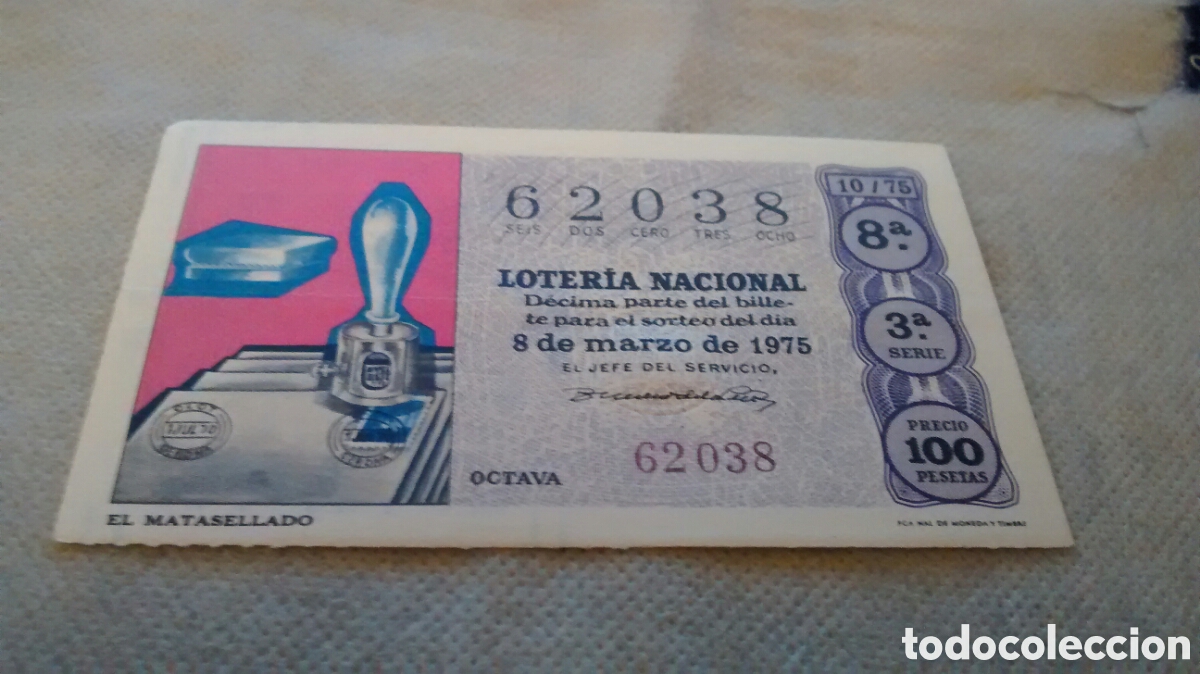 62038
SEIS DOS CERO TRES OCHO
LOTERÍA NACIONAL
Décima parte del bille-
te para el sorteo del día
8 de marzo de 1975
EL JEFE DEL SERVICIO,
62038
OCTAVA
10/75
8ª.
3ª
SERIE
PRECIO
100
PESETAS
EL MATASELLADO
FCA NAL DE MONEDA Y TIMBRE
todocoleccion